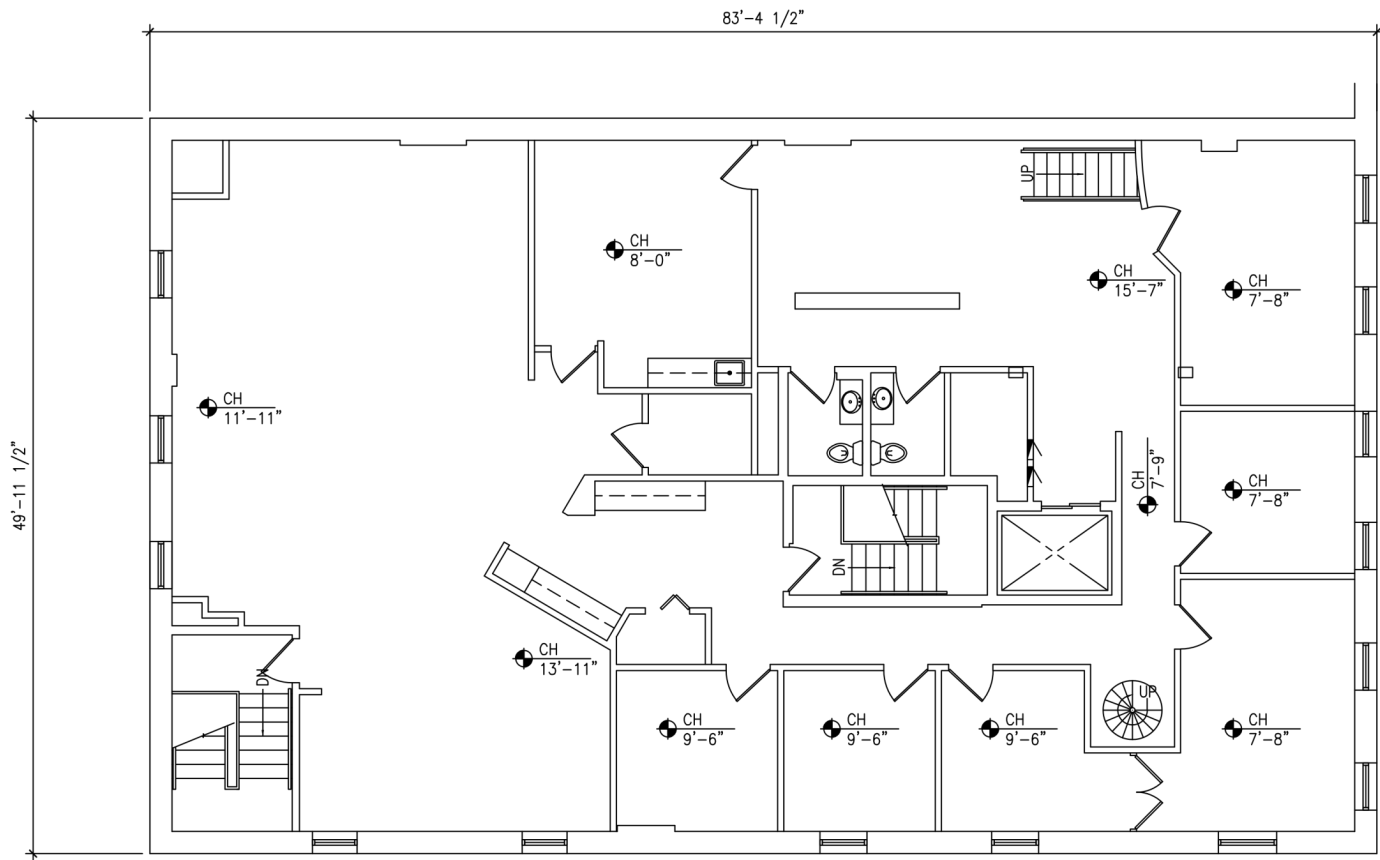 83'-4 1/2"
UP
CH
8'-0"
CH
15'-7"
CH
7'-8"
CH
11'-11"
49'-11 1/2"
CH
7'-9"
CH
7'-8"
DN
CH
13'-11"
DN
UP
CH
9'-6"
CH
9'-6"
CH
9'-6"
CH
7'-8"